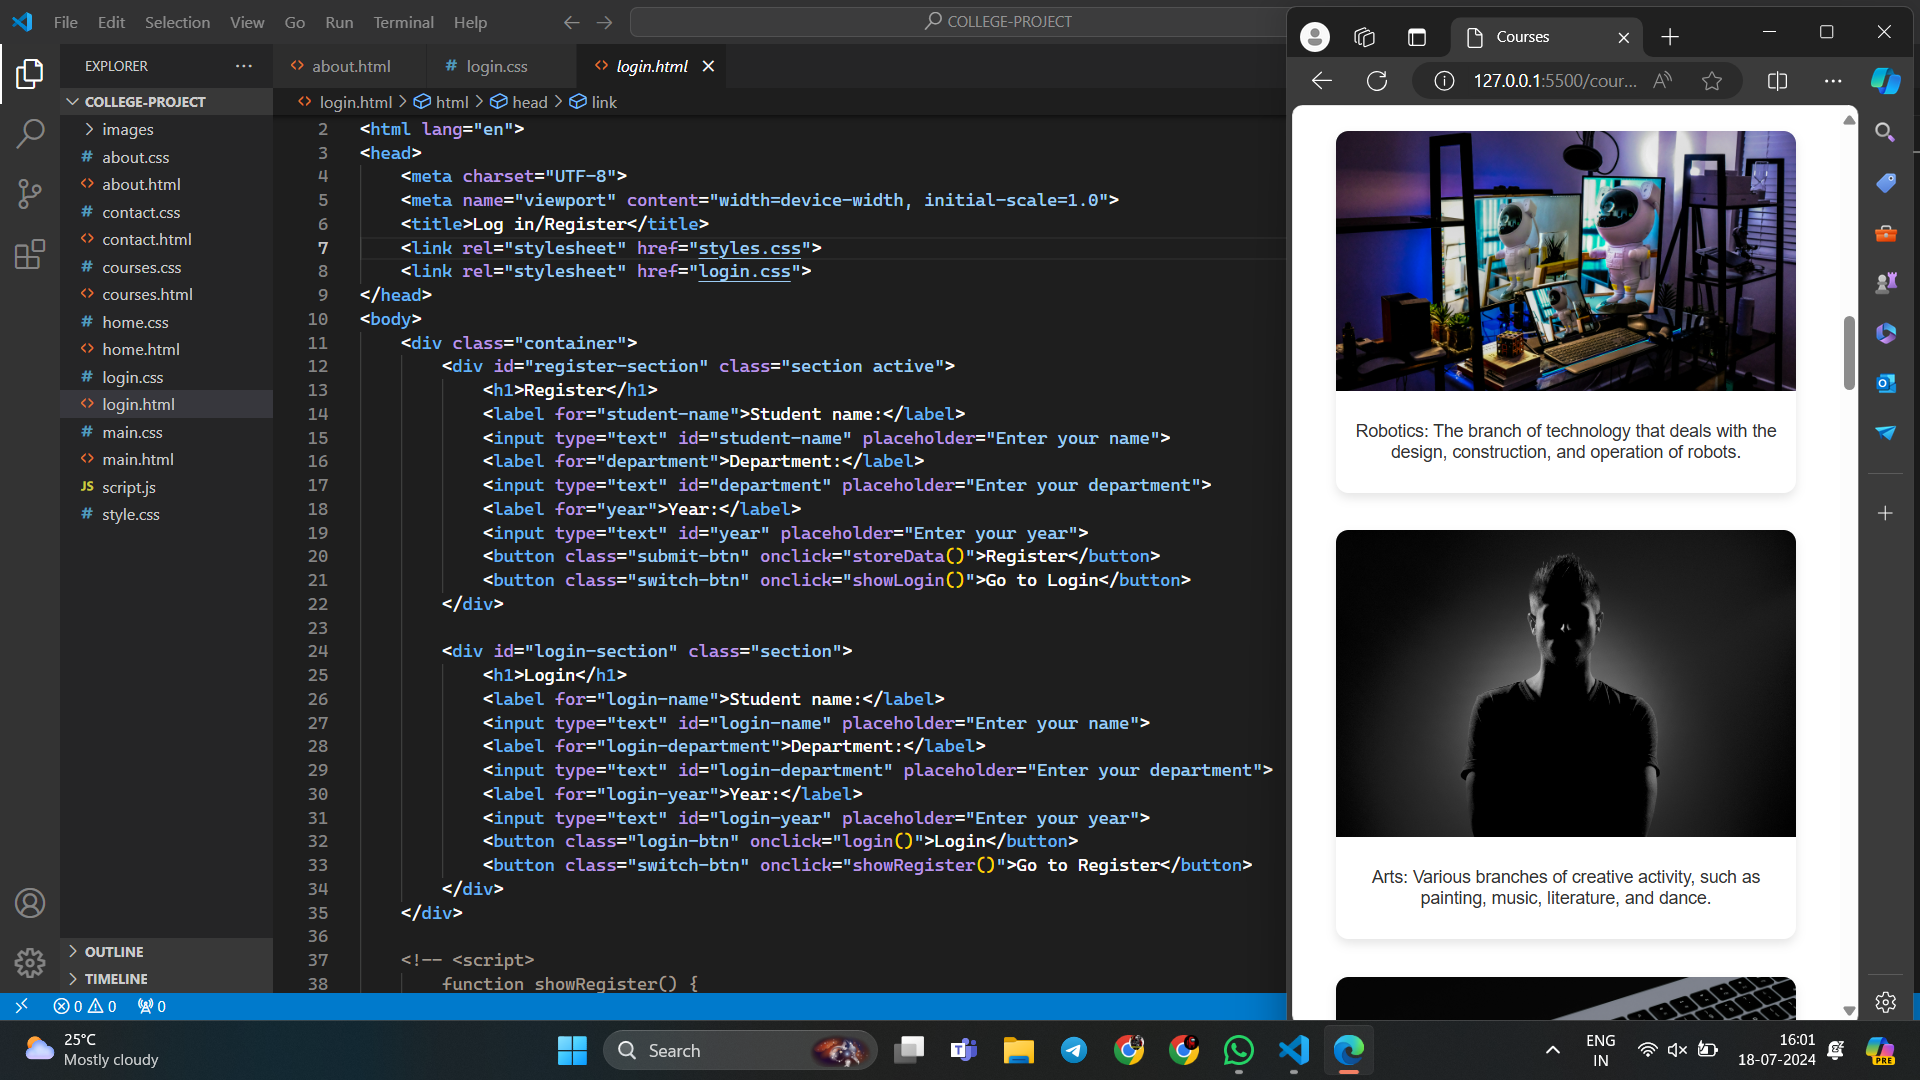 File Edit Selection View Go Run Terminal Help
COLLEGE-PROJECT
EXPLORER
COLLEGE-PROJECT
images
# about.css
<> about.html
# contact.css
<> contact.html
# courses.css
<> courses.html
# home.css
<> home.html
# login.css
<> login.html
# main.css
<> main.html
JS script.js
# style.css
OUTLINE
TIMELINE
<> about.html
# login.css
<> login.html
<> login.html > html > head > link
2 <html lang="en">
3 <head>
4 <meta charset="UTF-8">
5 <meta name="viewport" content="width=device-width, initial-scale=1.0">
6 <title>Log in/Register</title>
7 <link rel="stylesheet" href="styles.css">
8 <link rel="stylesheet" href="login.css">
9 </head>
10 <body>
11 <div class="container">
12 <div id="register-section" class="section active">
13 <h1>Register</h1>
14 <label for="student-name">Student name:</label>
15 <input type="text" id="student-name" placeholder="Enter your name">
16 <label for="department">Department:</label>
17 <input type="text" id="department" placeholder="Enter your department">
18 <label for="year">Year:</label>
19 <input type="text" id="year" placeholder="Enter your year">
20 <button class="submit-btn" onclick="storeData()">Register</button>
21 <button class="switch-btn" onclick="showLogin()">Go to Login</button>
22 </div>
23
24 <div id="login-section" class="section">
25 <h1>Login</h1>
26 <label for="login-name">Student name:</label>
27 <input type="text" id="login-name" placeholder="Enter your name">
28 <label for="login-department">Department:</label>
29 <input type="text" id="login-department" placeholder="Enter your department">
30 <label for="login-year">Year:</label>
31 <input type="text" id="login-year" placeholder="Enter your year">
32 <button class="login-btn" onclick="login()">Login</button>
33 <button class="switch-btn" onclick="showRegister()">Go to Register</button>
34 </div>
35 </div>
36
37 <!-- <script>
38 function showRegister() {
0 0 0
Courses
127.0.0.1:5500/cour...
Robotics: The branch of technology that deals with the
design, construction, and operation of robots.
Arts: Various branches of creative activity, such as
painting, music, literature, and dance.
25°C
Mostly cloudy
Search
ENG
IN
16:01
18-07-2024
PRE